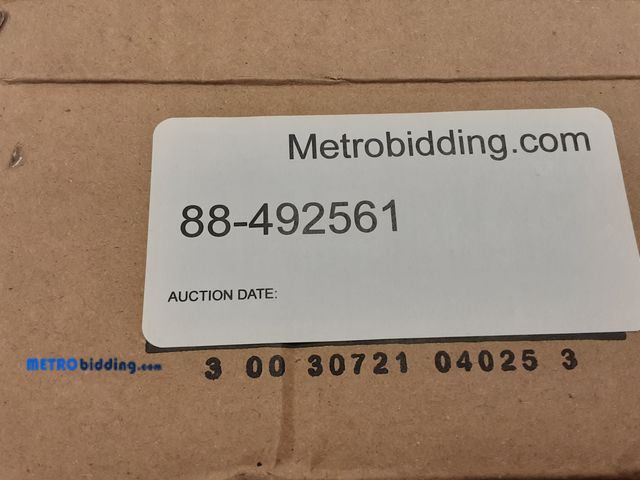 Metrobidding.com
88-492561
AUCTION DATE:
METRObidding.com
3 00 30721 04025 3